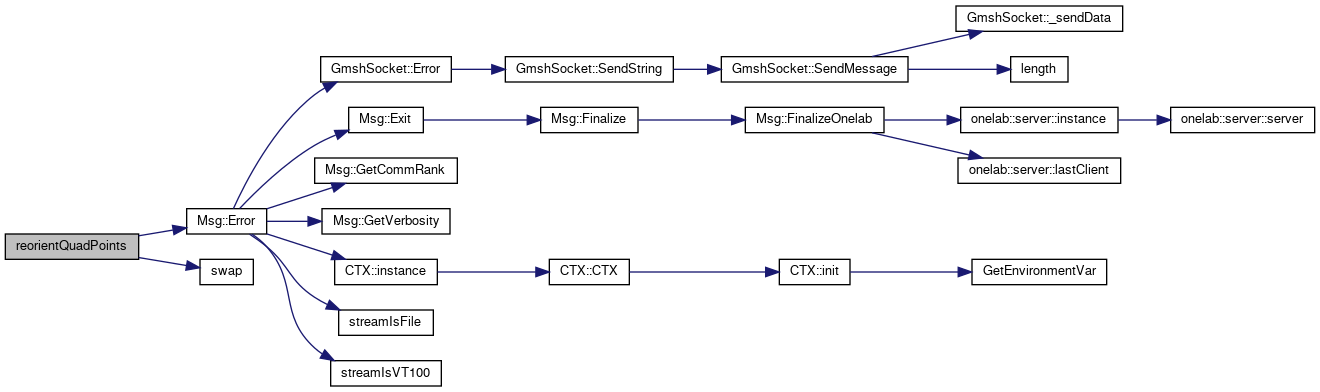 GmshSocket::_sendData
GmshSocket::Error
GmshSocket::SendString
GmshSocket::SendMessage
length
Msg::Exit
Msg::Finalize
Msg::FinalizeOnelab
onelab::server::instance
onelab::server::server
Msg::GetCommRank
onelab::server::lastClient
Msg::Error
Msg::GetVerbosity
reorientQuadPoints
swap
CTX::instance
CTX::CTX
CTX::init
GetEnvironmentVar
streamIsFile
streamIsVT100